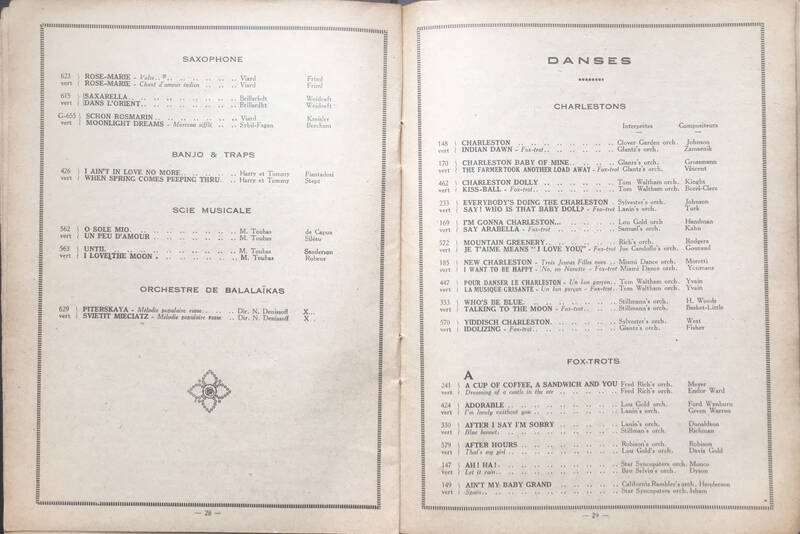 SAXOPHONE
623 vert ROSE-MARIE - Valse Viard Friml
ROSE-MARIE - Chant d'amour indien Viard Friml
615 SAXARELLA Brillardt Weidoeft
vert DANS L'ORIENT Brillardht Weidoeft
G-655 SCHON ROSMARIN Viard Kreisler
vert MOONLIGHT DREAMS - Morceau sifflé Sybil-Fagan Berchum
BANJO & TRAPS
426 I AIN'T IN LOVE NO MORE Harry et Tommy Piantadosi
vert WHEN SPRING COMES PEEPING THRU. Harry et Tommy Stept
SCIE MUSICALE
562 O SOLE MIO. M. Toubas de Capua
vert UN PEU D'AMOUR M. Toubas Siléau
563 UNTIL M. Toubas Sanderson
vert I LOVE THE MOON M. Toubas Rubens
ORCHESTRE DE BALALAÏKAS
629 PITERSKAYA - Mélodie populaire russe Dir. N. Denissoff X...
vert SVIETIT MIECIATZ - Mélodie populaire russe Dir. N. Denissoff X..
— 28 —
DANSES
CHARLESTONS
Interprètes Compositeurs
148 CHARLESTON Clover Garden orch. Johnson
vert INDIAN DAWN - Fox-trot Glantz's orch. Zamecnik
170 CHARLESTON BABY OF MINE Glantz's orch. Grossmann
vert THE FARMER TOOK ANOTHER LOAD AWAY - Fox-trot Glantz's orch. Vincent
462 CHARLESTON DOLLY Tom Waltham orch. Kinght
vert KISS-BALL - Fox-trot Tom Waltham orch. Borel-Clerc
233 EVERYBODY'S DOING THE CHARLESTON Sylvester's orch. Johnson
vert SAY! WHO IS THAT BABY DOLL? - Fox-trot Lanin's orch. Turk
169 I'M GONNA CHARLESTON... Lou Gold orch Handman
vert SAY ARABELLA - Fox-trot Samuel's orch. Kahn
522 MOUNTAIN GREENERY Rich's orch. Rodgers
vert JE T'AIME MEANS "I LOVE YOU," - Fox-trot Joe Candullo's orch. Gourand
185 NEW CHARLESTON - Trois Jeunes Filles nues Miami Dance orch. Moretti
vert I WANT TO BE HAPPY - No, no Nanette - Fox-trot Miami Dance orch. Youmans
447 POUR DANSER LE CHARLESTON - Un bon garçon Tom Waltham orch. Yvain
vert LA MUSIQUE GRISANTE - Un bon garçon - Fox-trot Tom Waltham orch. Yvain
353 WHO'S BE BLUE. Stillmann's orch. H. Woods
vert TALKING TO THE MOON - Fox-trot Stillmann's orch. Basket-Little
570 YIDDISCH CHARLESTON. Sylvester's orch. West
vert IDOLIZING - Fox-trot Glantz's orch. Fisher
FOX-TROTS
A
241 A CUP OF COFFEE, A SANDWICH AND YOU Fred Rich's orch. Meyer
vert Dreaming of a castle in the air Fred Rich's orch. Endor Ward
424 ADORABLE Lou Gold orch. Ford Wynburn
vert I'm lonely without you Lanin's orch. Green Warren
330 AFTER I SAY I'M SORRY Lanin's orch. Donaldson
vert Blue bonnet Stillman's orch. Richman
579 AFTER HOURS Robison's orch. Robison
vert That's my girl Lou Gold's orch. Davis Gold
147 AH! HA! Star Syncopaters orch. Monco
vert Let it rain Ben Selvin's orch. Dyson
149 AIN'T MY BABY GRAND California Rambler's orch. Henderson
vert Spain Star Syncopaters orch. Isham
— 29 —